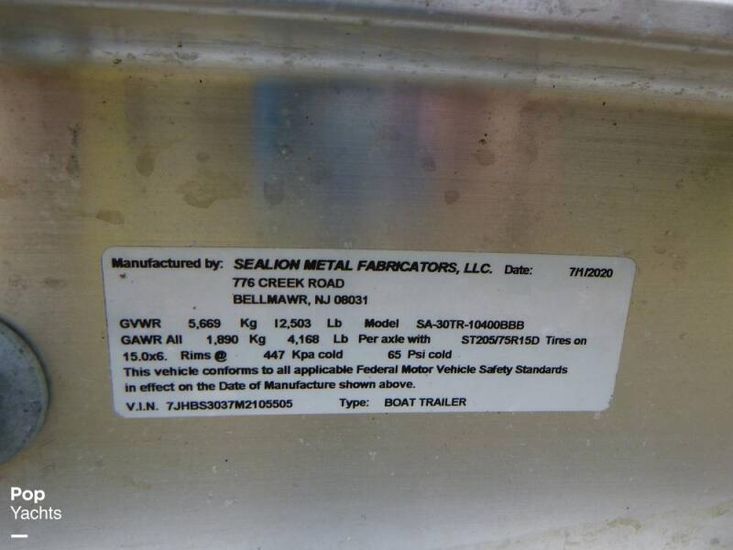 Manufactured by: SEALION METAL FABRICATORS, LLC. Date: 7/1/2020
776 CREEK ROAD
BELLMAWR, NJ 08031
GVWR 5,669 Kg 12,503 Lb Model SA-30TR-10400BBB
GAWR All 1,890 Kg 4,168 Lb Per axle with ST205/75R15D Tires on
15.0x6. Rims @ 447 Kpa cold 65 Psi cold
This vehicle conforms to all applicable Federal Motor Vehicle Safety Standards
in effect on the Date of Manufacture shown above.
V.I.N. 7JHBS3037M2105505 Type: BOAT TRAILER
Pop
Yachts